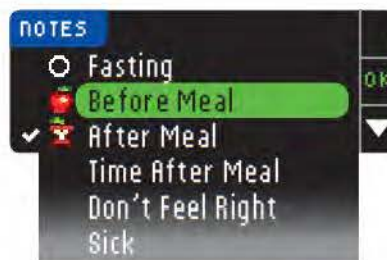 NOTES
Fasting
Before Meal
OK
After Meal
Time After Meal
Don't Feel Right
Sick